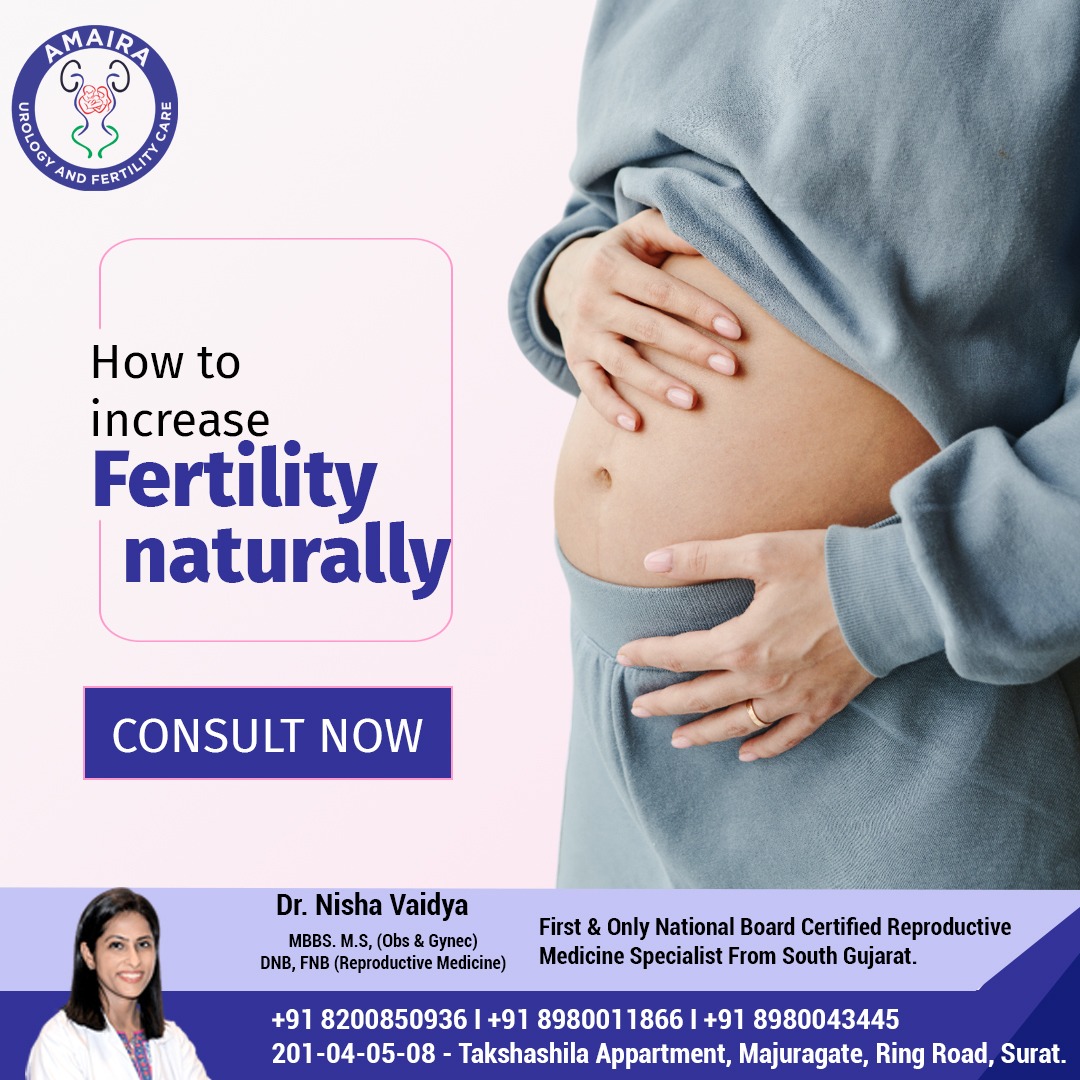 AMAIRA
UROLOGY AND FERTILITY CARE
How to
increase
Fertility
naturally
CONSULT NOW
Dr. Nisha Vaidya
MBBS. M.S, (Obs & Gynec)
DNB, FNB (Reproductive Medicine)
First & Only National Board Certified Reproductive
Medicine Specialist From South Gujarat.
+91 8200850936 I +91 8980011866 I +91 8980043445
201-04-05-08 - Takshashila Appartment, Majuragate, Ring Road, Surat.